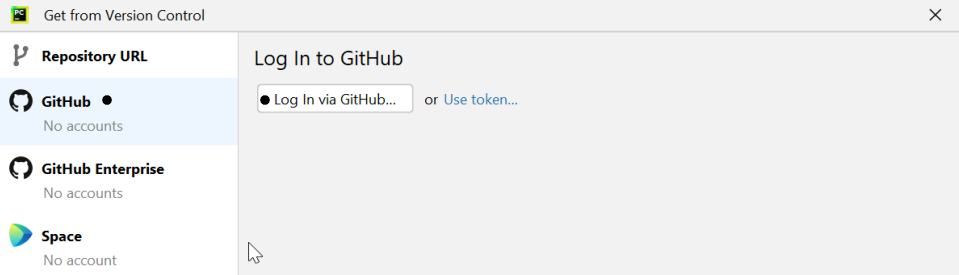 PC
Get from Version Control
Repository URL
GitHub
No accounts
GitHub Enterprise
No accounts
Space
No account
Log In to GitHub
Log In via GitHub... or Use token...